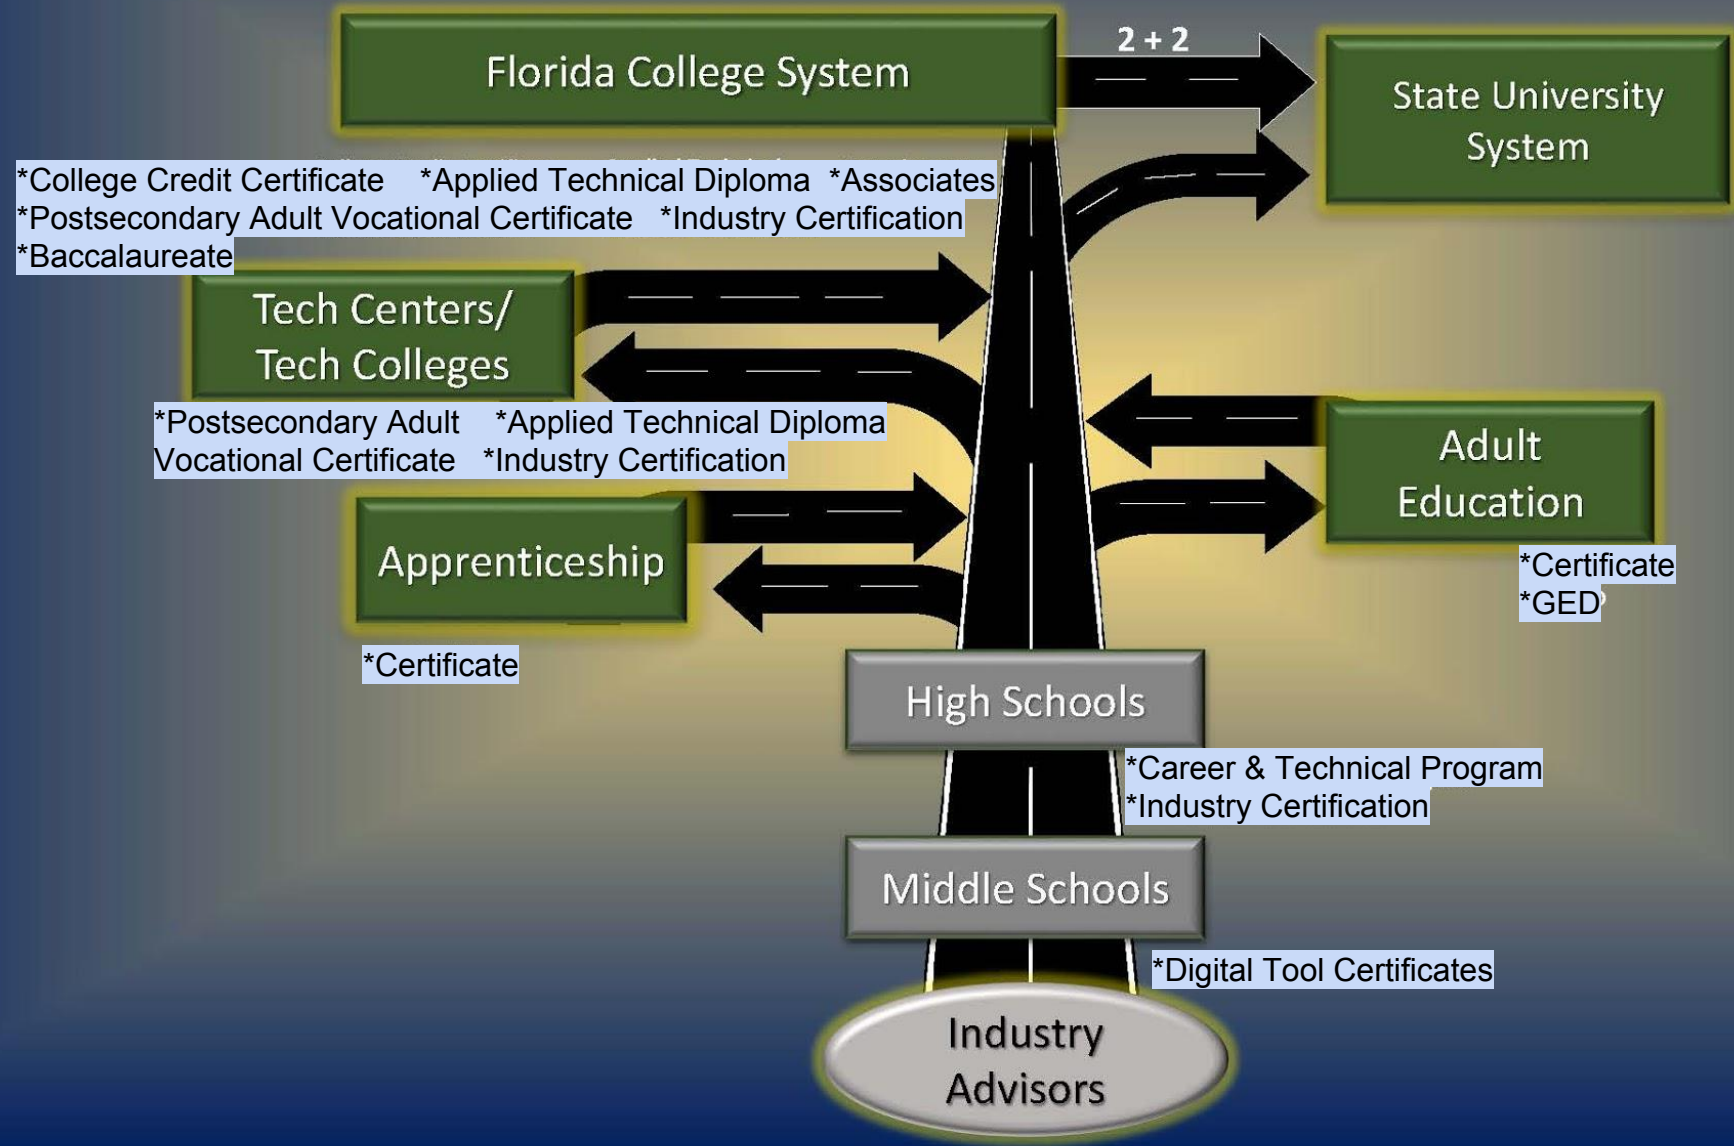 2 + 2
Florida College System
State University
System
*College Credit Certificate *Applied Technical Diploma *Associates
*Postsecondary Adult Vocational Certificate *Industry Certification
*Baccalaureate
Tech Centers/
Tech Colleges
*Postsecondary Adult *Applied Technical Diploma
Vocational Certificate *Industry Certification
Adult
Education
*Certificate
*GED
Apprenticeship
*Certificate
High Schools
*Career & Technical Program
*Industry Certification
Middle Schools
*Digital Tool Certificates
Industry
Advisors